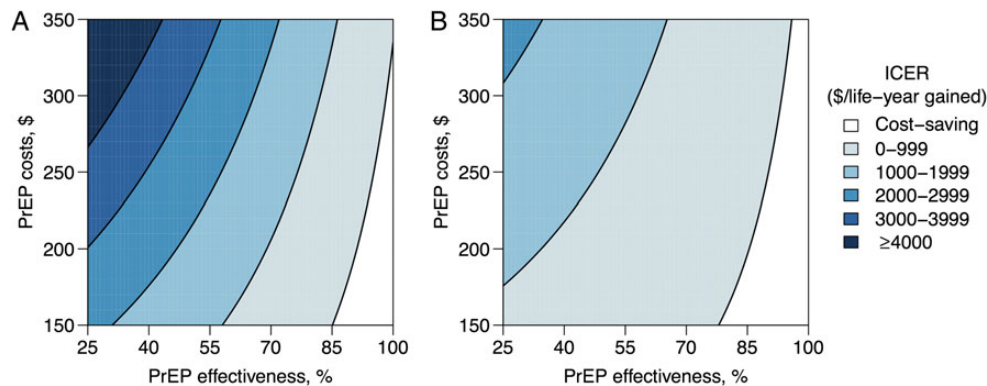 A
PrEP costs, $
350
300
250
200
150
25 40 55 70 85 100
PrEP effectiveness, %
B
PrEP costs, $
350
300
250
200
150
25 40 55 70 85 100
PrEP effectiveness, %
ICER
($/life–year gained)
Cost–saving
0–999
1000–1999
2000–2999
3000–3999
≥4000